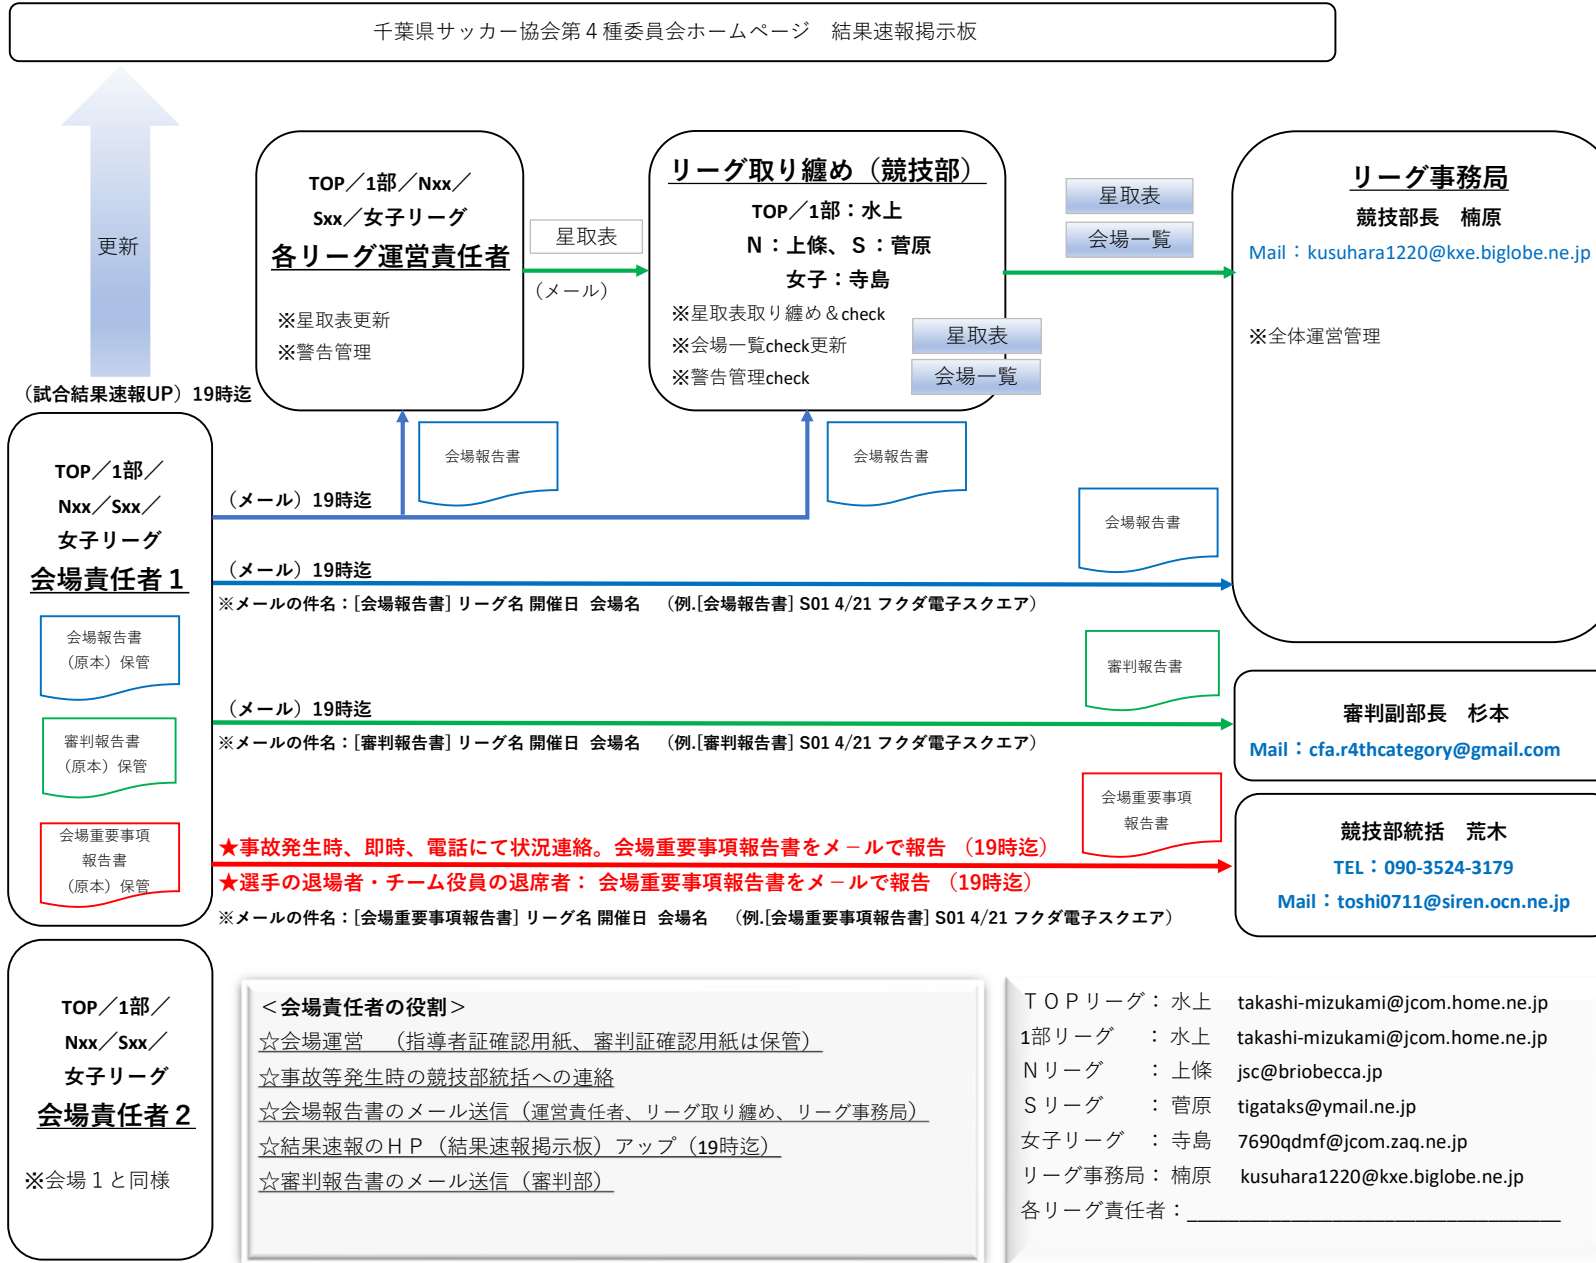 千葉県サッカー協会第４種委員会ホームページ　結果速報掲示板
更新
（試合結果速報UP）19時迄
TOP／1部／Nxx／
Sxx／女子リーグ
各リーグ運営責任者
※星取表更新
※警告管理
星取表
（メール）
リーグ取り纏め（競技部）
TOP／1部：水上
Ｎ：上條、Ｓ：菅原
女子：寺島
※星取表取り纏め＆check
※会場一覧check更新
※警告管理check
星取表
会場一覧
星取表
会場一覧
リーグ事務局
競技部長　楠原
Mail：kusuhara1220@kxe.biglobe.ne.jp
※全体運営管理
TOP／1部／
Nxx／Sxx／
女子リーグ
会場責任者１
会場報告書
（原本）保管
審判報告書
（原本）保管
会場重要事項
報告書
（原本）保管
会場報告書
会場報告書
（メール）19時迄
会場報告書
（メール）19時迄
※メールの件名：[会場報告書] リーグ名 開催日 会場名　（例.[会場報告書] S01 4/21 フクダ電子スクエア）
審判報告書
（メール）19時迄
※メールの件名：[審判報告書] リーグ名 開催日 会場名　（例.[審判報告書] S01 4/21 フクダ電子スクエア）
審判副部長　杉本
Mail：cfa.r4thcategory@gmail.com
会場重要事項
報告書
★事故発生時、即時、電話にて状況連絡。会場重要事項報告書をメールで報告 （19時迄）
★選手の退場者・チーム役員の退席者： 会場重要事項報告書をメールで報告 （19時迄）
※メールの件名：[会場重要事項報告書] リーグ名 開催日 会場名　（例.[会場重要事項報告書] S01 4/21 フクダ電子スクエア）
競技部統括　荒木
TEL：090-3524-3179
Mail：toshi0711@siren.ocn.ne.jp
TOP／1部／
Nxx／Sxx／
女子リーグ
会場責任者２
※会場１と同様
＜会場責任者の役割＞
☆会場運営　（指導者証確認用紙、審判証確認用紙は保管）
☆事故等発生時の競技部統括への連絡
☆会場報告書のメール送信（運営責任者、リーグ取り纏め、リーグ事務局）
☆結果速報のＨＰ（結果速報掲示板）アップ（19時迄）
☆審判報告書のメール送信（審判部）
ＴＯＰリーグ：水上　takashi-mizukami@jcom.home.ne.jp
1部リーグ　：水上　takashi-mizukami@jcom.home.ne.jp
Ｎリーグ　　：上條　jsc@briobecca.jp
Ｓリーグ　　：菅原　tigataks@ymail.ne.jp
女子リーグ　：寺島　7690qdmf@jcom.zaq.ne.jp
リーグ事務局：楠原　kusuhara1220@kxe.biglobe.ne.jp
各リーグ責任者：____________________________________